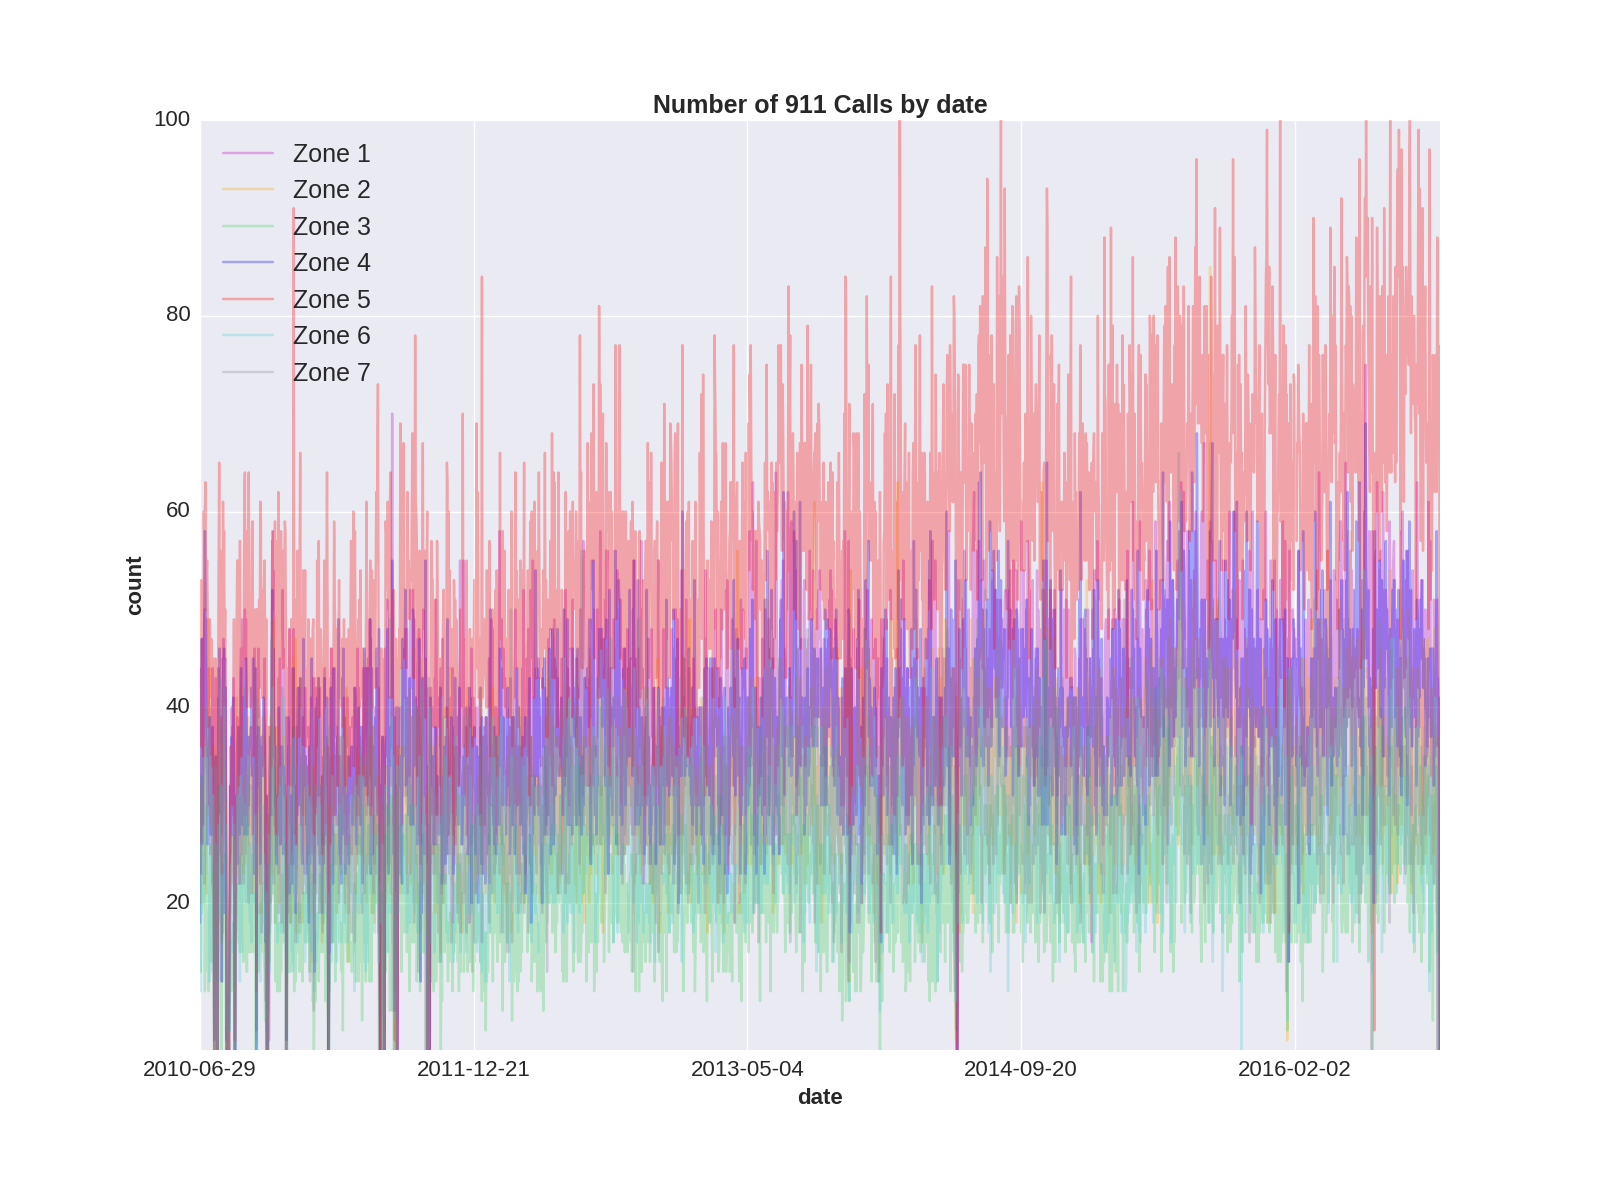 Number of 911 Calls by date
100
80
60
40
20
count
Zone 1
Zone 2
Zone 3
Zone 4
Zone 5
Zone 6
Zone 7
2010-06-29 2011-12-21 2013-05-04 2014-09-20 2016-02-02
date